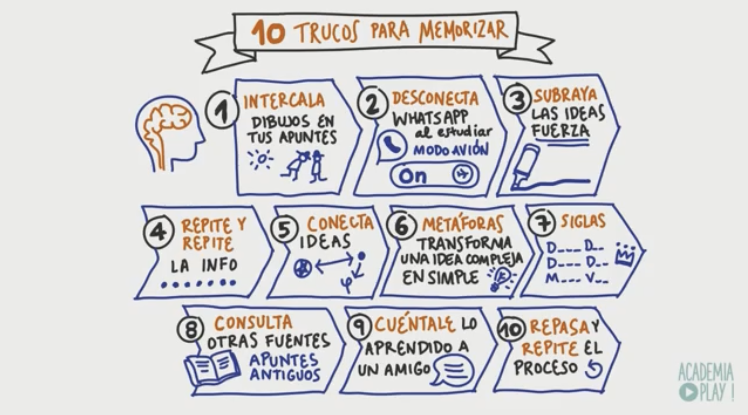 10 TRUCOS PARA MEMORIZAR
1 INTERCALA
DIBUJOS EN
TUS APUNTES
2 DESCONECTA
WHATSAPP
al estudiar
MODO AVIÓN
On
3 SUBRAYA
LAS IDEAS
FUERZA
4 REPITE Y
REPITE
LA INFO
5 CONECTA
IDEAS
φ
6 METÁFORAS
TRANSFORMA
UNA IDEA COMPLEJA
EN SIMPLE
7 SIGLAS
D___ D__
D___ D__
M___ V__
8 CONSULTA
OTRAS FUENTES
APUNTES
ANTIGUOS
9 CUÉNTALE LO
APRENDIDO A
UN AMIGO
10 REPASA Y
REPITE EL
PROCESO
ACADEMIA
PLAY !